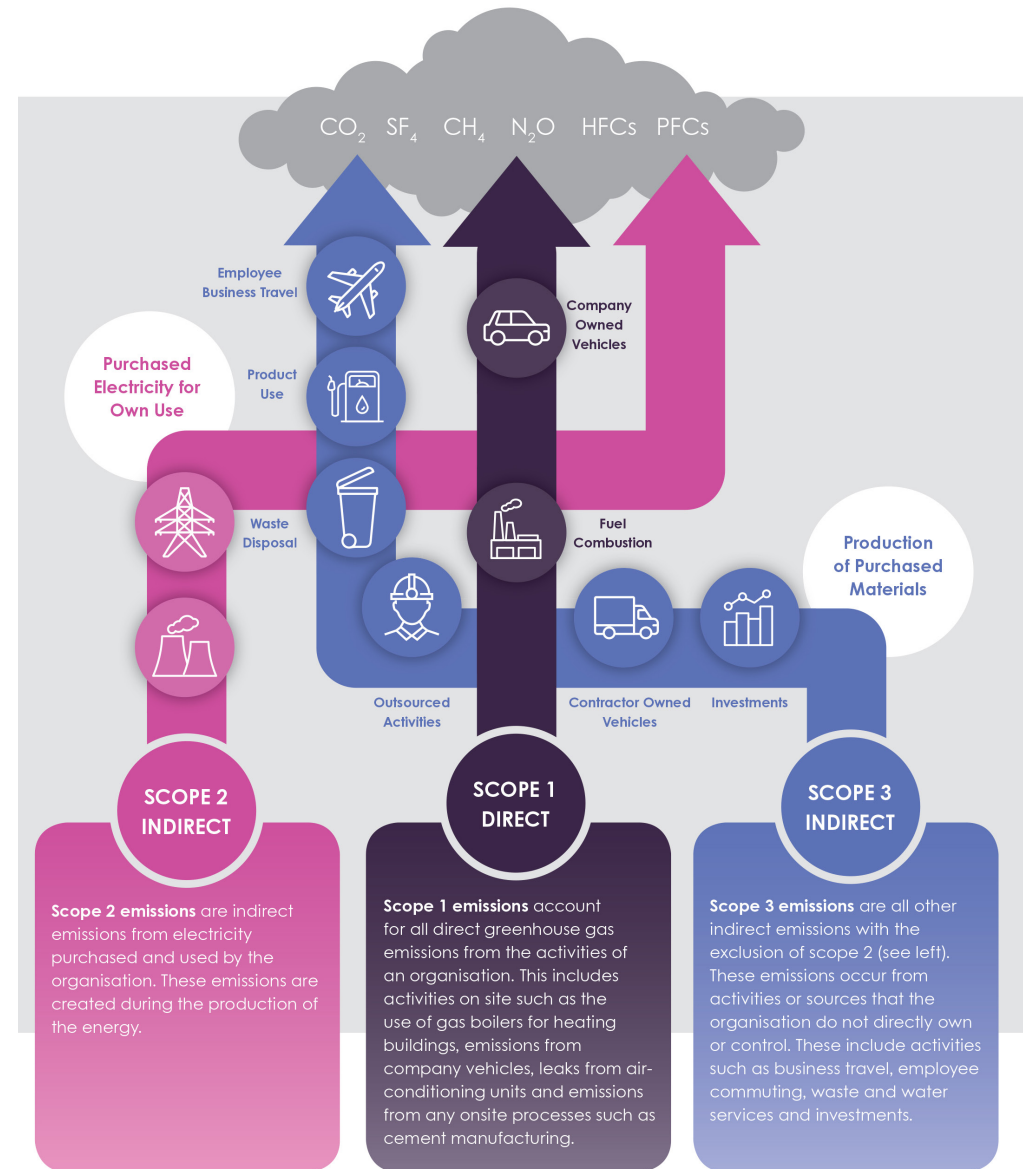 CO₂ SF₄ CH₄ N₂O HFCs PFCs
Employee
Business Travel
Company
Owned
Vehicles
Purchased
Electricity for
Own Use
Product
Use
Waste
Disposal
Fuel
Combustion
Production
of Purchased
Materials
Outsourced
Activities
Contractor Owned
Vehicles
Investments
SCOPE 2
INDIRECT
SCOPE 1
DIRECT
SCOPE 3
INDIRECT
Scope 2 emissions are indirect
emissions from electricity
purchased and used by the
organisation. These emissions are
created during the production of
the energy.
Scope 1 emissions account
for all direct greenhouse gas
emissions from the activities of
an organisation. This includes
activities on site such as the
use of gas boilers for heating
buildings, emissions from
company vehicles, leaks from air-
conditioning units and emissions
from any onsite processes such as
cement manufacturing.
Scope 3 emissions are all other
indirect emissions with the
exclusion of scope 2 (see left).
These emissions occur from
activities or sources that the
organisation do not directly own
or control. These include activities
such as business travel, employee
commuting, waste and water
services and investments.